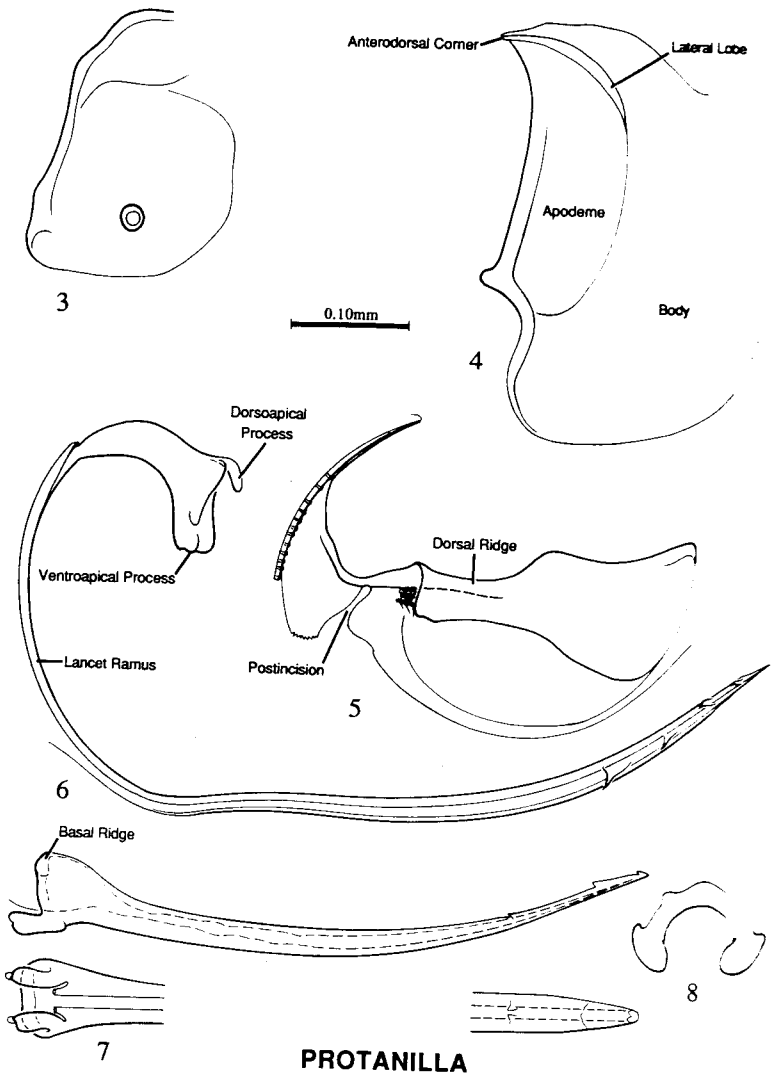 Anterodorsal Corner
Lateral Lobe
Apodeme
3
0.10mm
Body
4
Dorsoapical
Process
Dorsal Ridge
Ventroapical Process
Lancet Ramus
Postincision
5
6
Basal Ridge
8
7
PROTANILLA